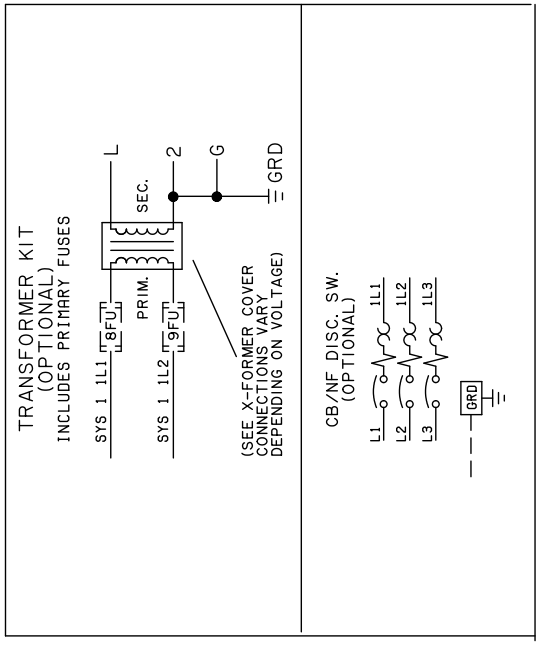 TRANSFORMER KIT
(OPTIONAL)
INCLUDES PRIMARY FUSES
SYS 1 1L1
8FU
PRIM.
SEC.
L
SYS 1 1L2
9FU
2
G
GRD
(SEE X-FORMER COVER
CONNECTIONS VARY
DEPENDING ON VOLTAGE)
CB/NF DISC. SW.
(OPTIONAL)
L1
1L1
L2
1L2
L3
1L3
GRD